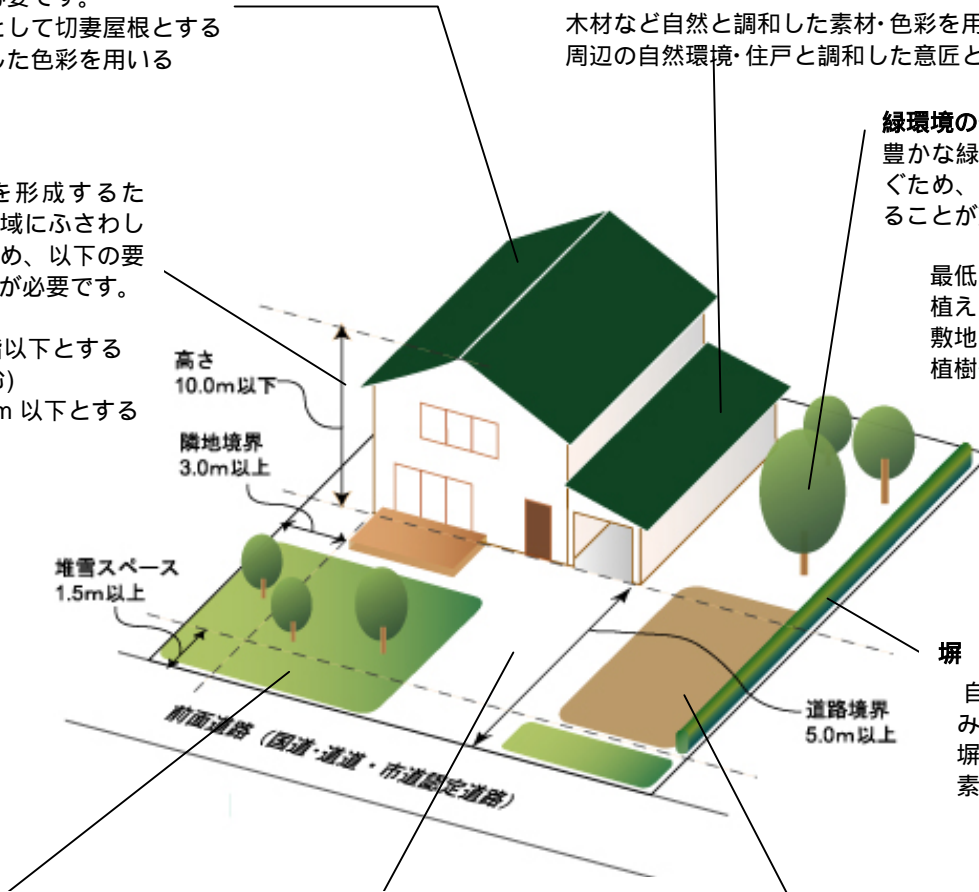 要です。
として切妻屋根とする
した色彩を用いる
木材など自然と調和した素材・色彩を用
周辺の自然環境・住戸と調和した意匠と
緑環境の
豊かな緑
ぐため、
ることが
最低
植え
敷地
植樹
を形成するた
域にふさわし
め、以下の要
が必要です。
以下とする
m 以下とする
高さ
10.0m以下
隣地境界
3.0m以上
堆雪スペース
1.5m以上
塀
み
塀
素
道路境界
5.0m以上
前面道路（国道・道道・市道認定道路）